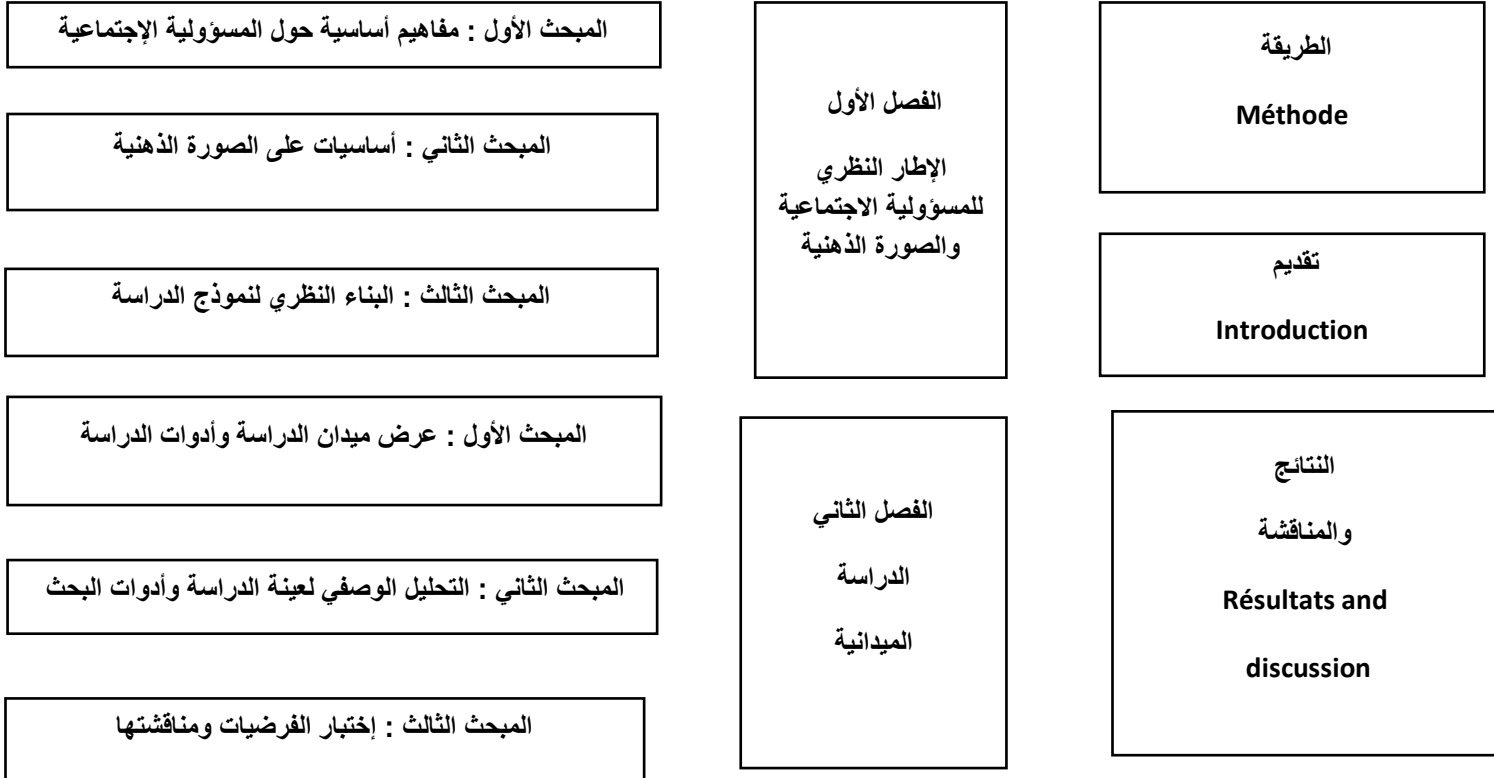 الطريقة
Méthode
تقديم
Introduction
النتائج
والمناقشة
Résultats and
discussion
الفصل الأول
الإطار النظري
للمسؤولية الاجتماعية
والصورة الذهنية
الفصل الثاني
الدراسة
الميدانية
المبحث الأول : مفاهيم أساسية حول المسؤولية الإجتماعية
المبحث الثاني : أساسيات على الصورة الذهنية
المبحث الثالث : البناء النظري لنموذج الدراسة
المبحث الأول : عرض ميدان الدراسة وأدوات الدراسة
المبحث الثاني : التحليل الوصفي لعينة الدراسة وأدوات البحث
المبحث الثالث : إختبار الفرضيات ومناقشتها